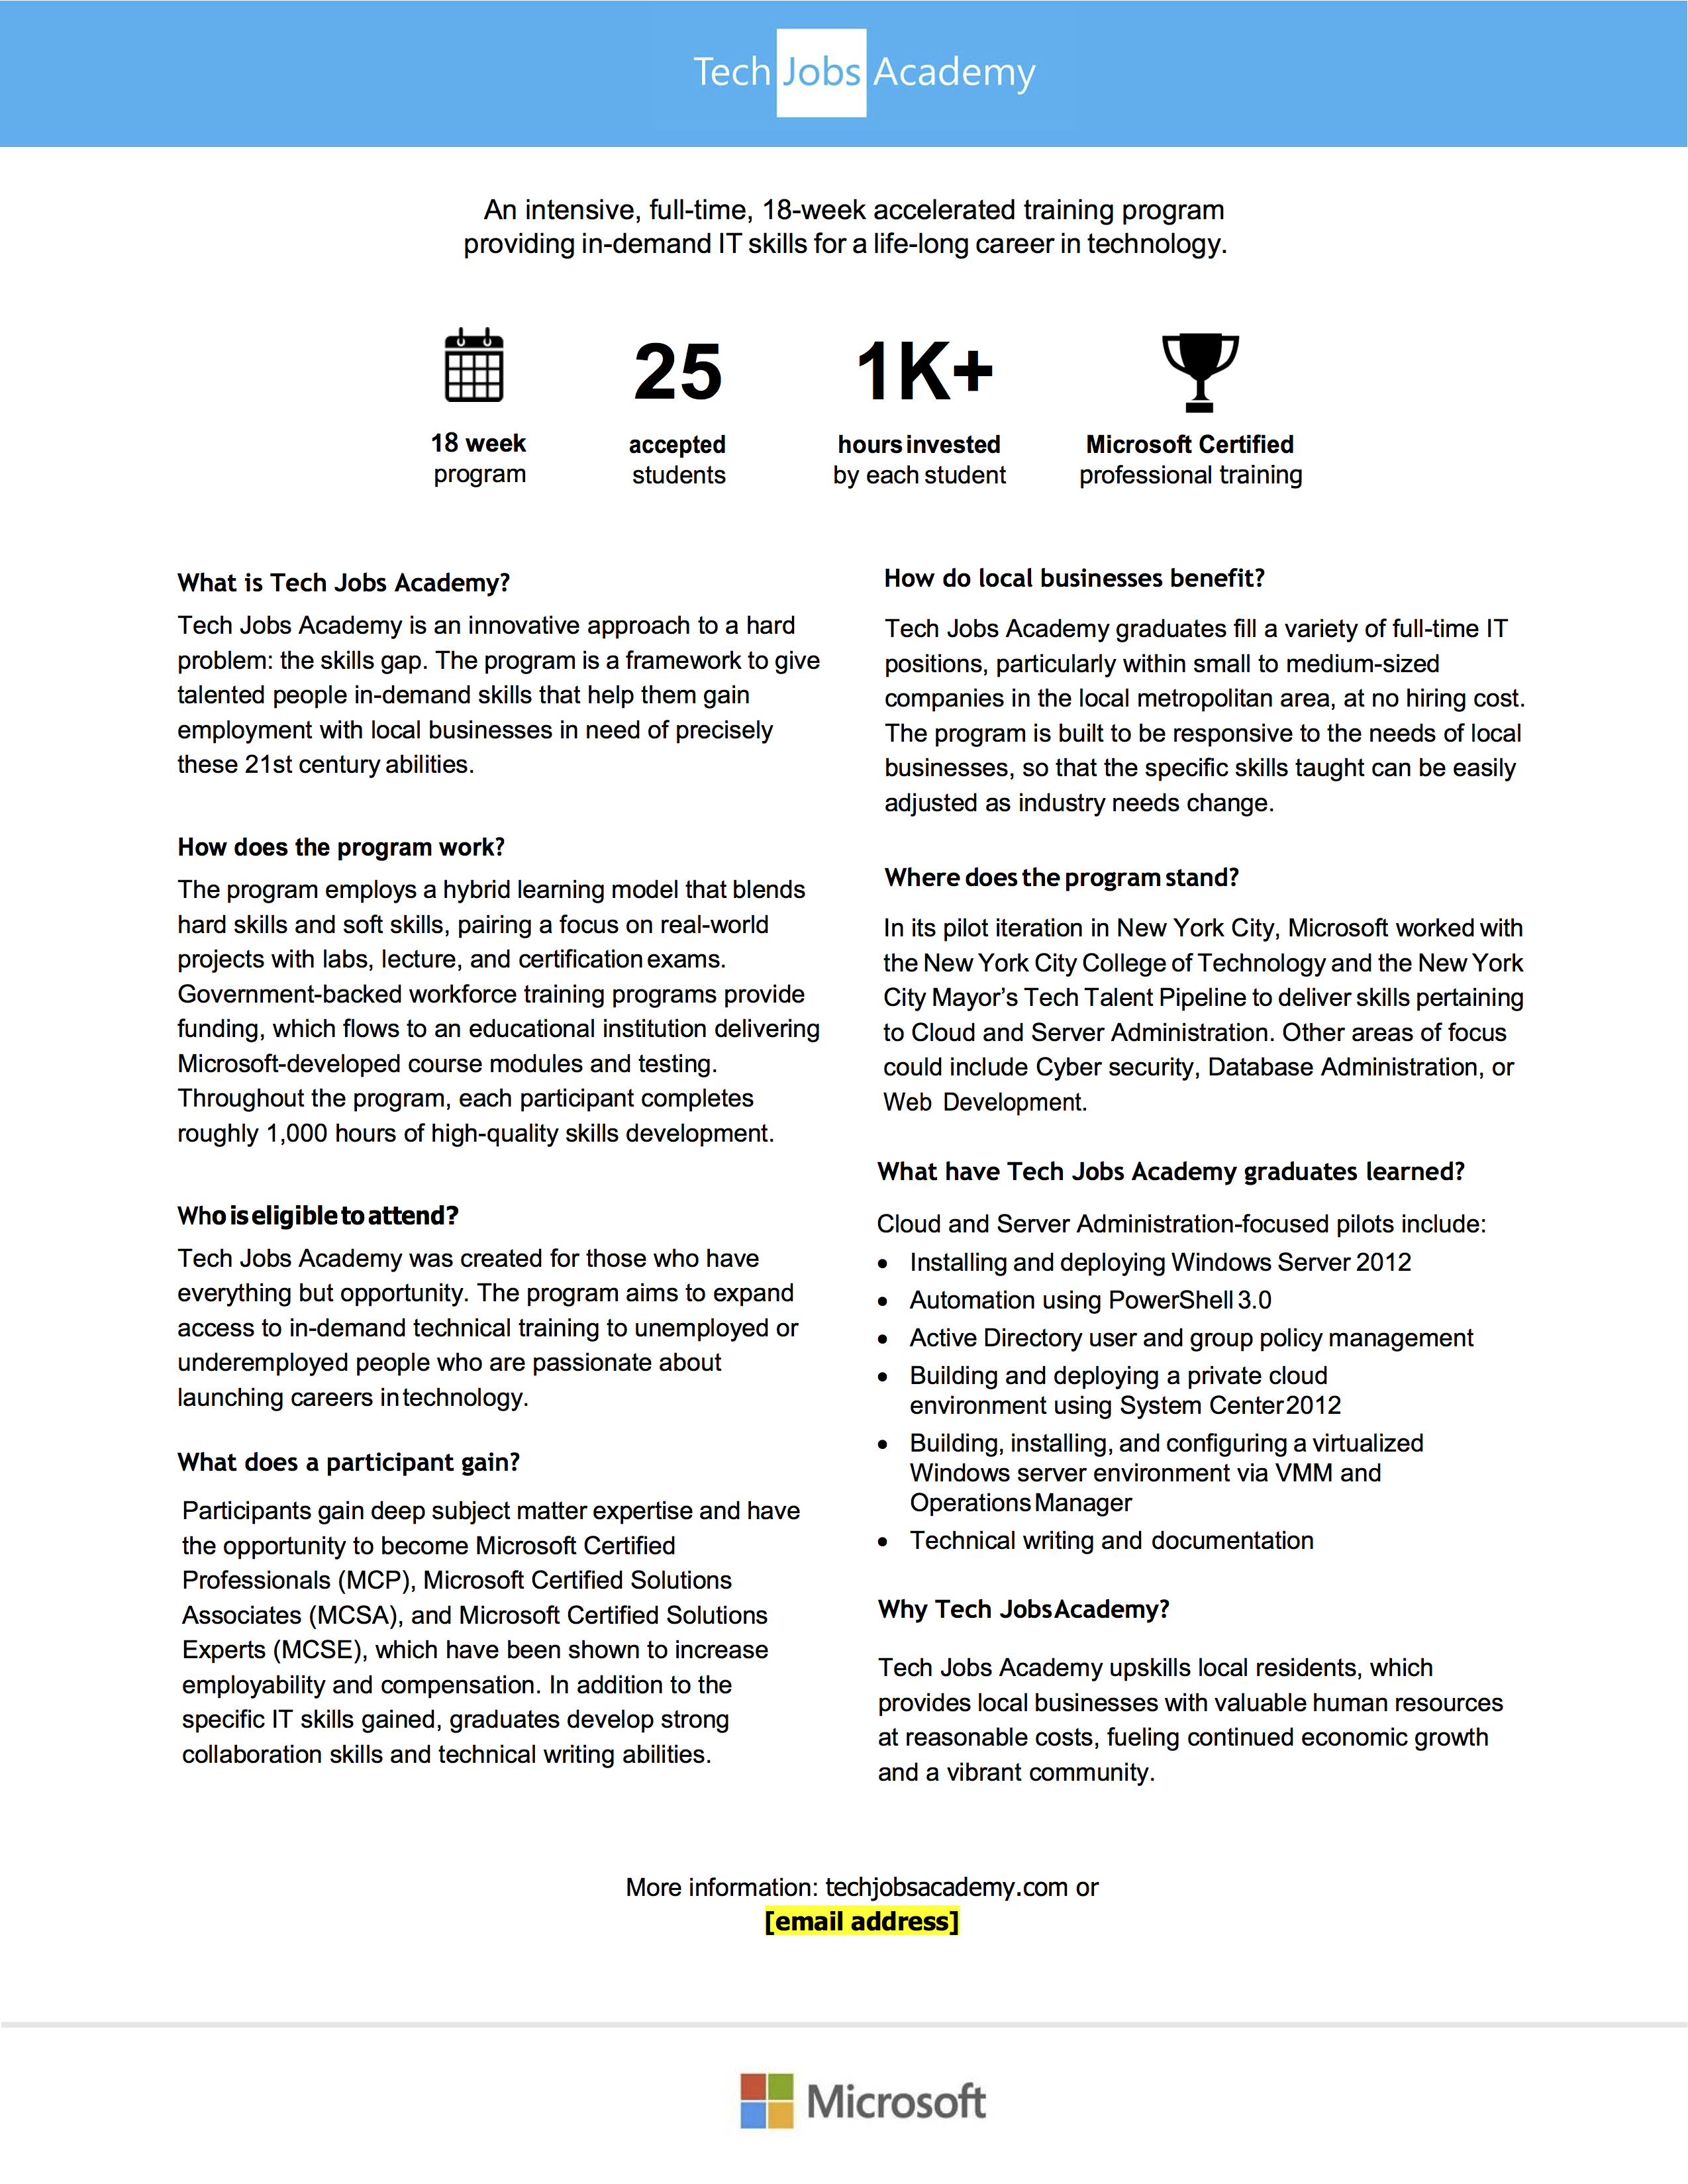 Tech Jobs Academy
An intensive, full-time, 18-week accelerated training program
providing in-demand IT skills for a life-long career in technology.
25
1K+
18 week
program
accepted
students
hours invested
by each student
Microsoft Certified
professional training
What is Tech Jobs Academy?
Tech Jobs Academy is an innovative approach to a hard
problem: the skills gap. The program is a framework to give
talented people in-demand skills that help them gain
employment with local businesses in need of precisely
these 21st century abilities.
How does the program work?
The program employs a hybrid learning model that blends
hard skills and soft skills, pairing a focus on real-world
projects with labs, lecture, and certification exams.
Government-backed workforce training programs provide
funding, which flows to an educational institution delivering
Microsoft-developed course modules and testing.
Throughout the program, each participant completes
roughly 1,000 hours of high-quality skills development.
Who is eligible to attend?
Tech Jobs Academy was created for those who have
everything but opportunity. The program aims to expand
access to in-demand technical training to unemployed or
underemployed people who are passionate about
launching careers in technology.
What does a participant gain?
Participants gain deep subject matter expertise and have
the opportunity to become Microsoft Certified
Professionals (MCP), Microsoft Certified Solutions
Associates (MCSA), and Microsoft Certified Solutions
Experts (MCSE), which have been shown to increase
employability and compensation. In addition to the
specific IT skills gained, graduates develop strong
collaboration skills and technical writing abilities.
How do local businesses benefit?
Tech Jobs Academy graduates fill a variety of full-time IT
positions, particularly within small to medium-sized
companies in the local metropolitan area, at no hiring cost.
The program is built to be responsive to the needs of local
businesses, so that the specific skills taught can be easily
adjusted as industry needs change.
Where does the program stand?
In its pilot iteration in New York City, Microsoft worked with
the New York City College of Technology and the New York
City Mayor’s Tech Talent Pipeline to deliver skills pertaining
to Cloud and Server Administration. Other areas of focus
could include Cyber security, Database Administration, or
Web Development.
What have Tech Jobs Academy graduates learned?
Cloud and Server Administration-focused pilots include:
• Installing and deploying Windows Server 2012
• Automation using PowerShell 3.0
• Active Directory user and group policy management
• Building and deploying a private cloud
environment using System Center 2012
• Building, installing, and configuring a virtualized
Windows server environment via VMM and
Operations Manager
• Technical writing and documentation
Why Tech Jobs Academy?
Tech Jobs Academy upskills local residents, which
provides local businesses with valuable human resources
at reasonable costs, fueling continued economic growth
and a vibrant community.
More information: techjobsacademy.com or
[email address]
Microsoft